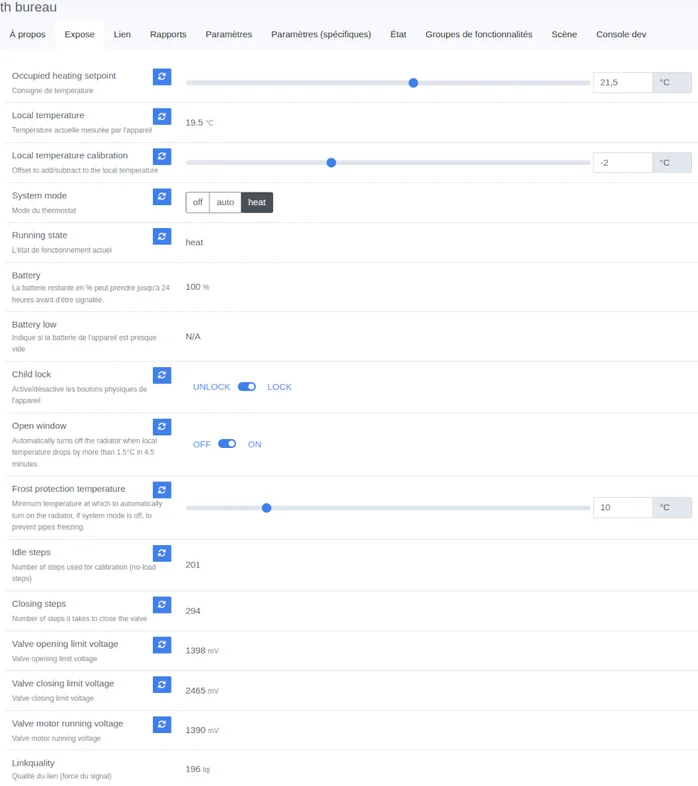 th bureau
À propos Expose Lien Rapports Paramètres Paramètres (spécifiques) État Groupes de fonctionnalités Scène Console dev
Occupied heating setpoint
Consigne de température
21,5 °C
Local temperature
Température actuelle mesurée par l'appareil
19.5 °C
Local temperature calibration
Offset to add/subtract to the local temperature
-2 °C
System mode
Mode du thermostat
off auto heat
Running state
L'état de fonctionnement actuel
heat
Battery
La batterie restante en % peut prendre jusqu'à 24
heures avant d'être signalée.
100 %
Battery low
Indique si la batterie de l'appareil est presque
vide
N/A
Child lock
Active/désactive les boutons physiques de
l'appareil
UNLOCK LOCK
Open window
Automatically turns off the radiator when local
temperature drops by more than 1.5°C in 4.5
minutes.
OFF ON
Frost protection temperature
Minimum temperature at which to automatically
turn on the radiator, if system mode is off, to
prevent pipes freezing.
10 °C
Idle steps
Number of steps used for calibration (no-load
steps)
201
Closing steps
Number of steps it takes to close the valve
294
Valve opening limit voltage
Valve opening limit voltage
1398 mV
Valve closing limit voltage
Valve closing limit voltage
2465 mV
Valve motor running voltage
Valve motor running voltage
1390 mV
Linkquality
Qualité du lien (force du signal)
196 lqi